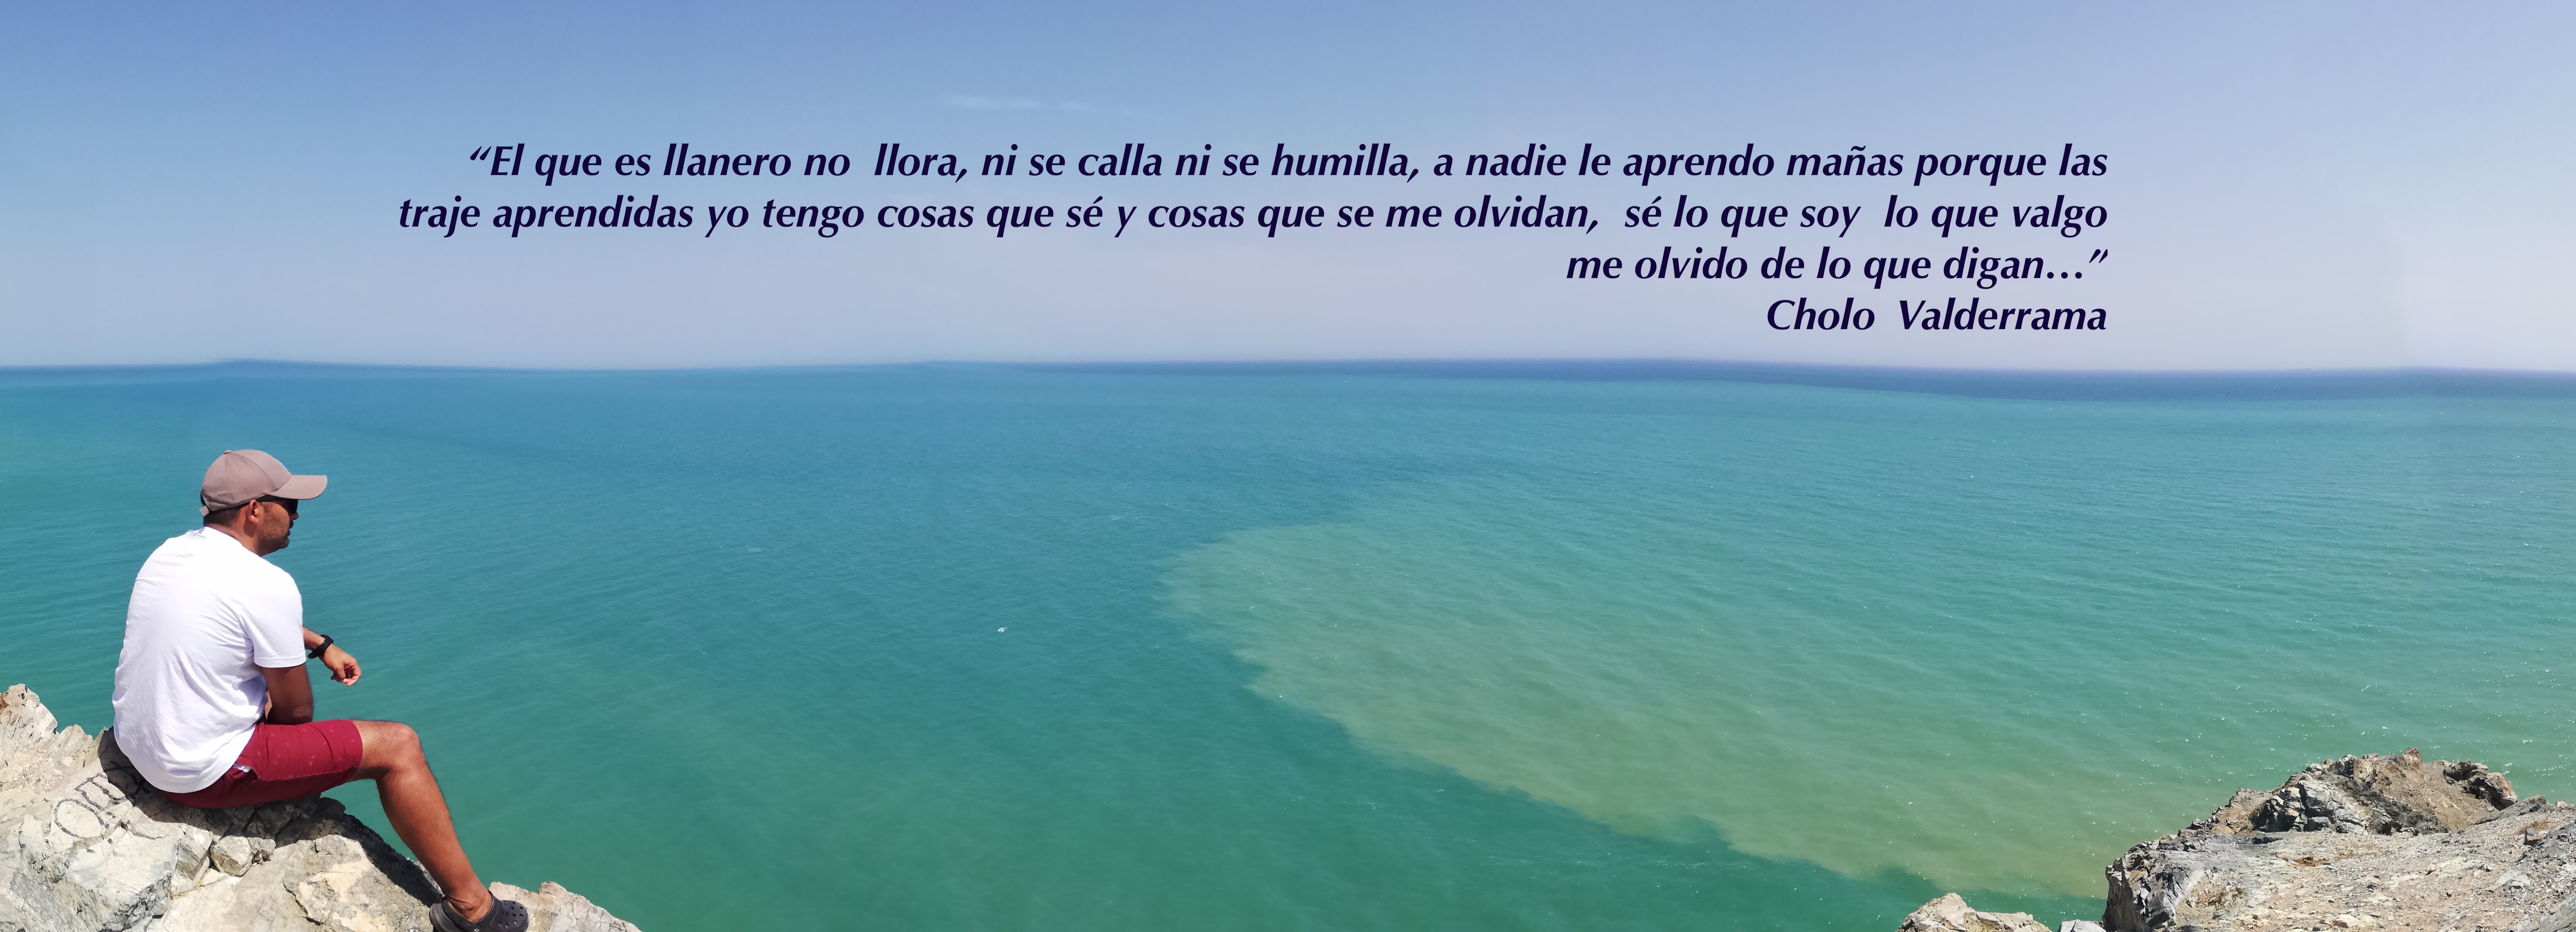 “El que es llanero no  llora, ni se calla ni se humilla, a nadie le aprendo mañas porque las
traje aprendidas yo tengo cosas que sé y cosas que se me olvidan,  sé lo que soy  lo que valgo
me olvido de lo que digan…”
Cholo  Valderrama